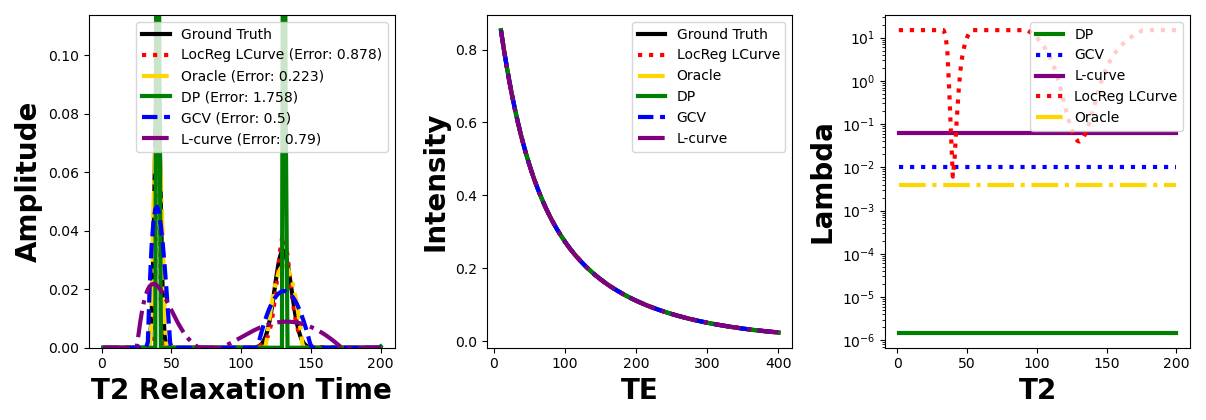 Amplitude
0.10
0.08
0.06
0.04
0.02
0.00
0
50
100
150
200
T2 Relaxation Time
Ground Truth
LocReg LCurve (Error: 0.878)
Oracle (Error: 0.223)
DP (Error: 1.758)
GCV (Error: 0.5)
L-curve (Error: 0.79)
Intensity
0.8
0.6
0.4
0.2
0.0
0
100
200
300
400
TE
Ground Truth
LocReg LCurve
Oracle
DP
GCV
L-curve
Lambda
10¹
10⁰
10⁻¹
10⁻²
10⁻³
10⁻⁴
10⁻⁵
10⁻⁶
0
50
100
150
200
T2
DP
GCV
L-curve
LocReg LCurve
Oracle